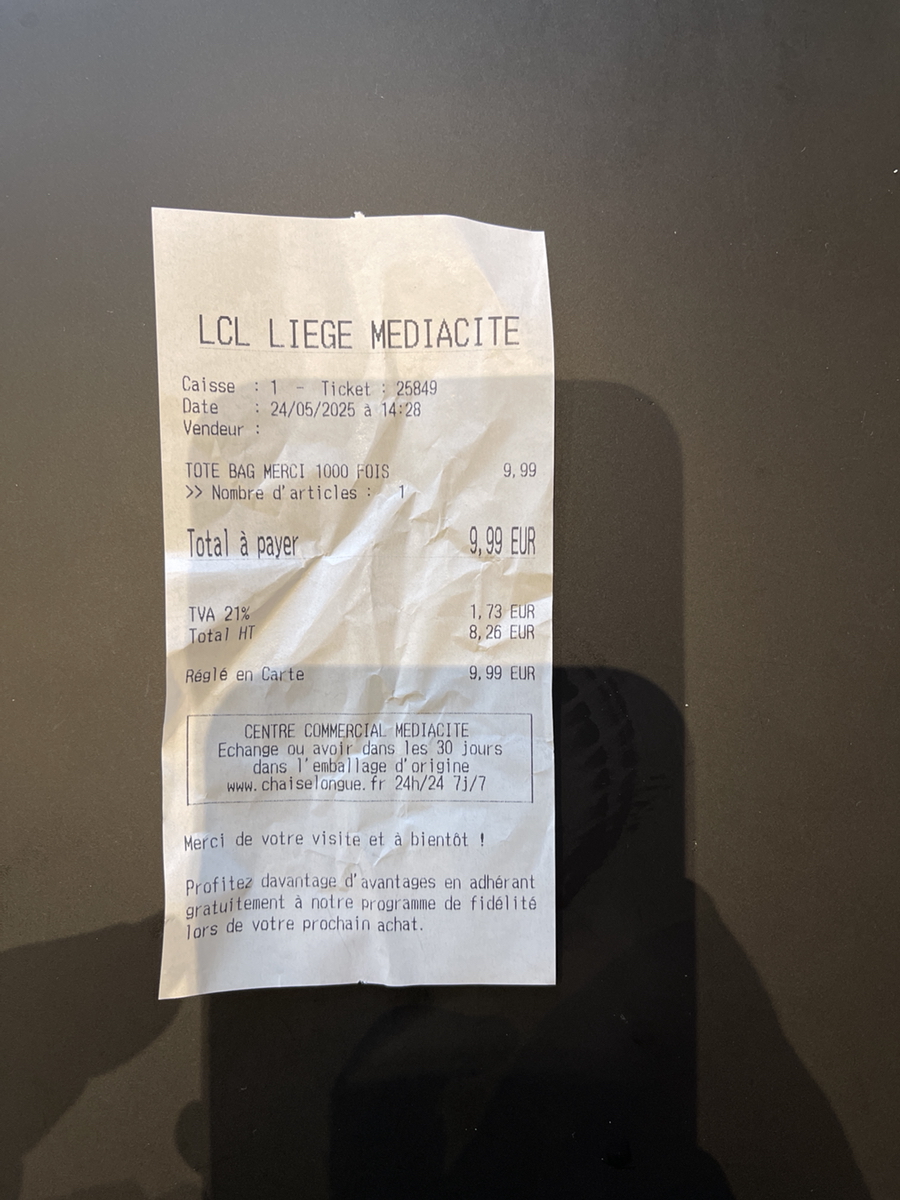 LCL LIEGE MEDIACITE
Caisse : 1 - Ticket : 25849
Date : 24/05/2025 à 14:28
Vendeur :
TOTE BAG MERCI 1000 FOIS 9,99
>> Nombre d'articles : 1
Total à payer 9,99 EUR
TVA 21% 1,73 EUR
Total HT 8,26 EUR
Réglé en Carte 9,99 EUR
CENTRE COMMERCIAL MEDIACITE
Echange ou avoir dans les 30 jours
dans l'emballage d'origine
www.chaiselongue.fr 24h/24 7j/7
Merci de votre visite et à bientôt !
Profitez davantage d'avantages en adhérant
gratuitement à notre programme de fidélité
lors de votre prochain achat.